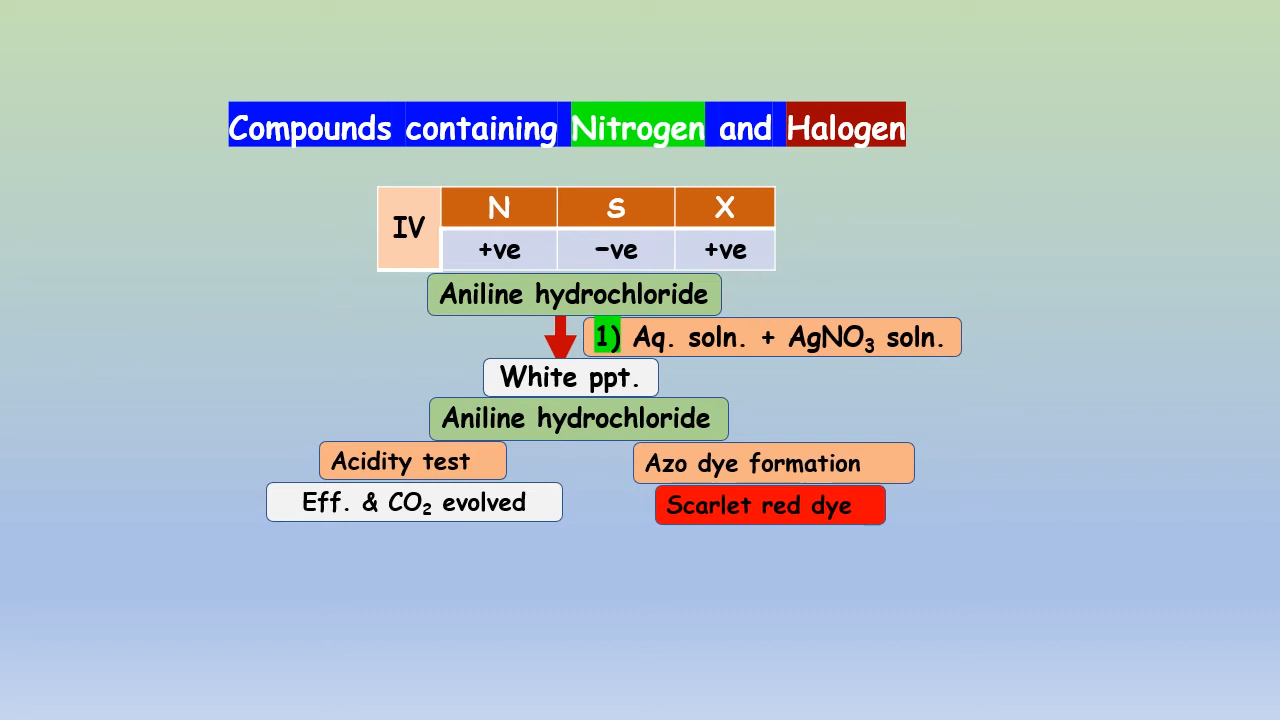 Compounds containing Nitrogen and Halogen
IV N S X
+ve −ve +ve
Aniline hydrochloride
1) Aq. soln. + AgNO₃ soln.
White ppt.
Aniline hydrochloride
Acidity test Azo dye formation
Eff. & CO₂ evolved Scarlet red dye